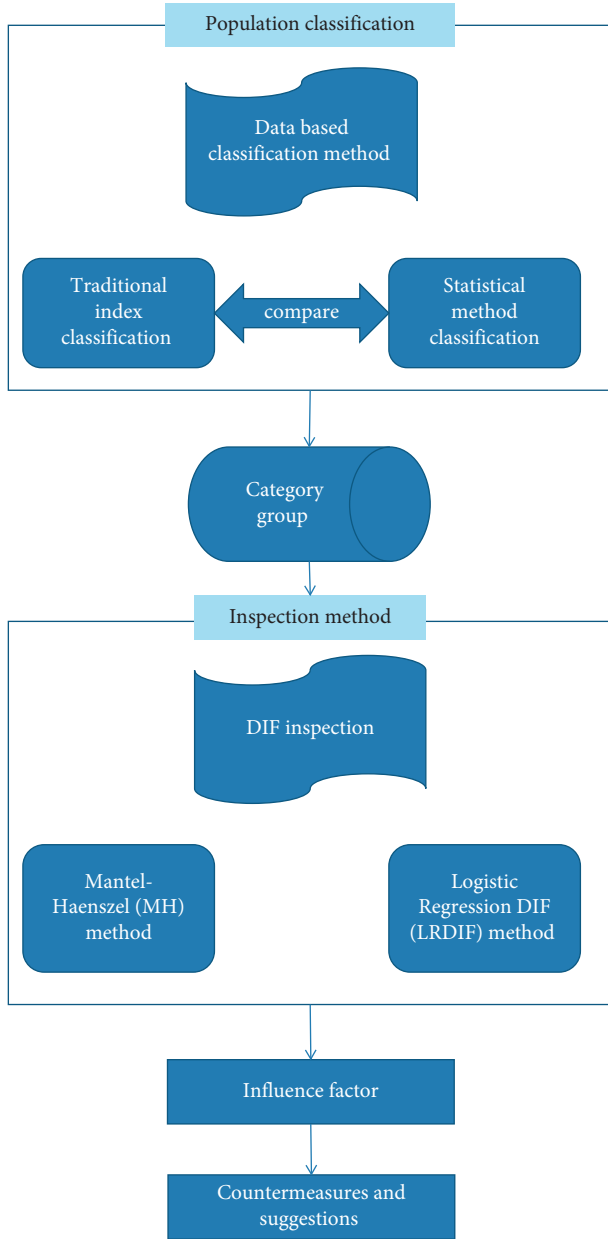 Population classification
Data based
classification method
Traditional
index
classification
compare
Statistical
method
classification
Category
group
Inspection method
DIF inspection
Mantel-
Haenszel (MH)
method
Logistic
Regression DIF
(LRDIF) method
Influence factor
Countermeasures and
suggestions